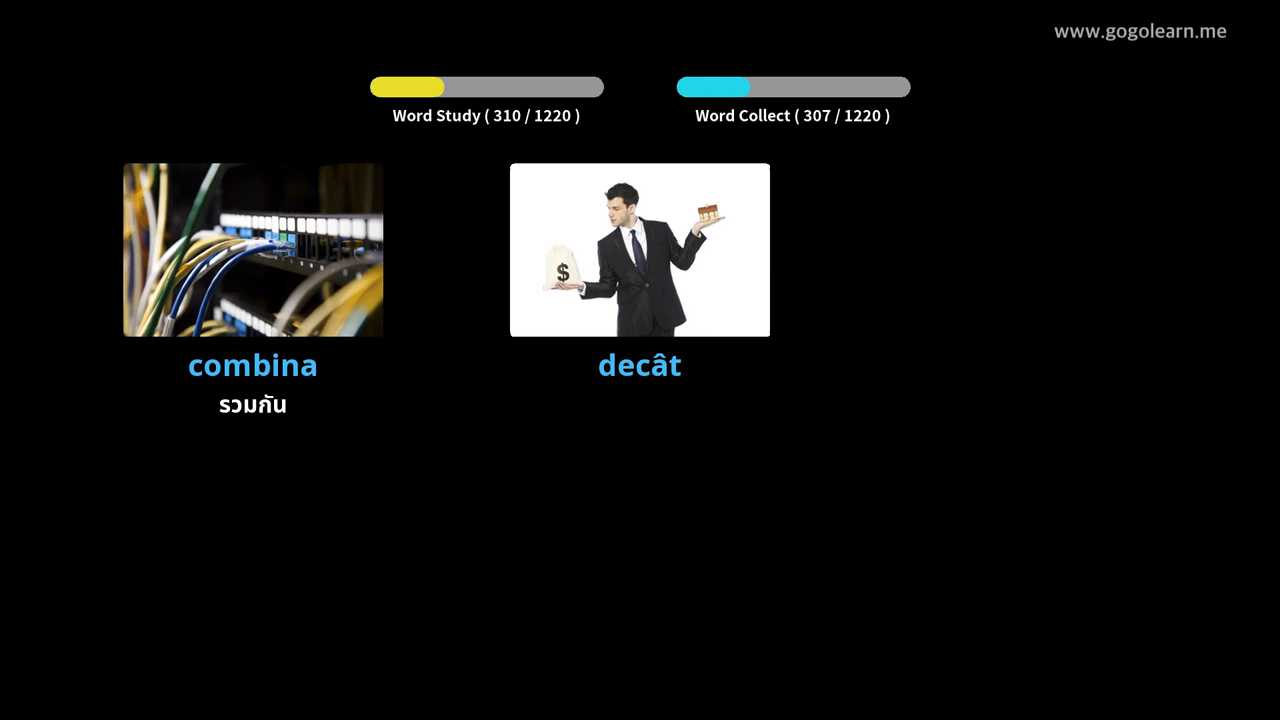 www.gogolearn.me
Word Study ( 310 / 1220 )
Word Collect ( 307 / 1220 )
$
combina
decât
รวมกัน